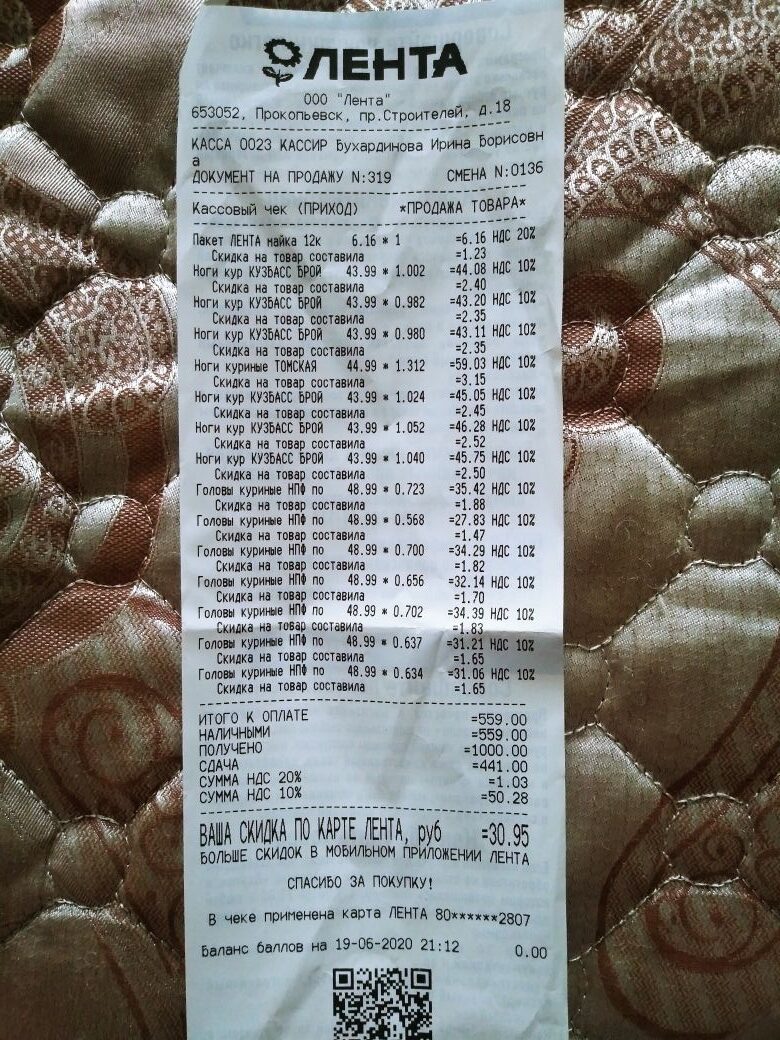 ЛЕНТА
ООО "Лента"
653052, Прокопьевск, пр.Строителей, д.18
КАССА 0023 КАССИР Бухардинова Ирина Борисовн
а
ДОКУМЕНТ НА ПРОДАЖУ N:319 СМЕНА N:0136
Кассовый чек (ПРИХОД) *ПРОДАЖА ТОВАРА*
Пакет ЛЕНТА майка 12к 6.16 * 1 =6.16 НДС 20%
Скидка на товар составила =1.23
Ноги кур КУЗБАСС БРОЙ 43.99 * 1.002 =44.08 НДС 10%
Скидка на товар составила =2.40
Ноги кур КУЗБАСС БРОЙ 43.99 * 0.982 =43.20 НДС 10%
Скидка на товар составила =2.35
Ноги кур КУЗБАСС БРОЙ 43.99 * 0.980 =43.11 НДС 10%
Скидка на товар составила =2.35
Ноги куриные ТОМСКАЯ 44.99 * 1.312 =59.03 НДС 10%
Скидка на товар составила =3.15
Ноги кур КУЗБАСС БРОЙ 43.99 * 1.024 =45.05 НДС 10%
Скидка на товар составила =2.45
Ноги кур КУЗБАСС БРОЙ 43.99 * 1.052 =46.28 НДС 10%
Скидка на товар составила =2.52
Ноги кур КУЗБАСС БРОЙ 43.99 * 1.040 =45.75 НДС 10%
Скидка на товар составила =2.50
Головы куриные НПФ по 48.99 * 0.723 =35.42 НДС 10%
Скидка на товар составила =1.88
Головы куриные НПФ по 48.99 * 0.568 =27.83 НДС 10%
Скидка на товар составила =1.47
Головы куриные НПФ по 48.99 * 0.700 =34.29 НДС 10%
Скидка на товар составила =1.82
Головы куриные НПФ по 48.99 * 0.656 =32.14 НДС 10%
Скидка на товар составила =1.70
Головы куриные НПФ по 48.99 * 0.702 =34.39 НДС 10%
Скидка на товар составила =1.83
Головы куриные НПФ по 48.99 * 0.637 =31.21 НДС 10%
Скидка на товар составила =1.65
Головы куриные НПФ по 48.99 * 0.634 =31.06 НДС 10%
Скидка на товар составила =1.65
ИТОГО К ОПЛАТЕ =559.00
НАЛИЧНЫМИ =559.00
ПОЛУЧЕНО =1000.00
СДАЧА =441.00
СУММА НДС 20% =1.03
СУММА НДС 10% =50.28
ВАША СКИДКА ПО КАРТЕ ЛЕНТА, руб =30.95
БОЛЬШЕ СКИДОК В МОБИЛЬНОМ ПРИЛОЖЕНИИ ЛЕНТА
СПАСИБО ЗА ПОКУПКУ!
В чеке применена карта ЛЕНТА 80******2807
Баланс баллов на 19-06-2020 21:12 0.00